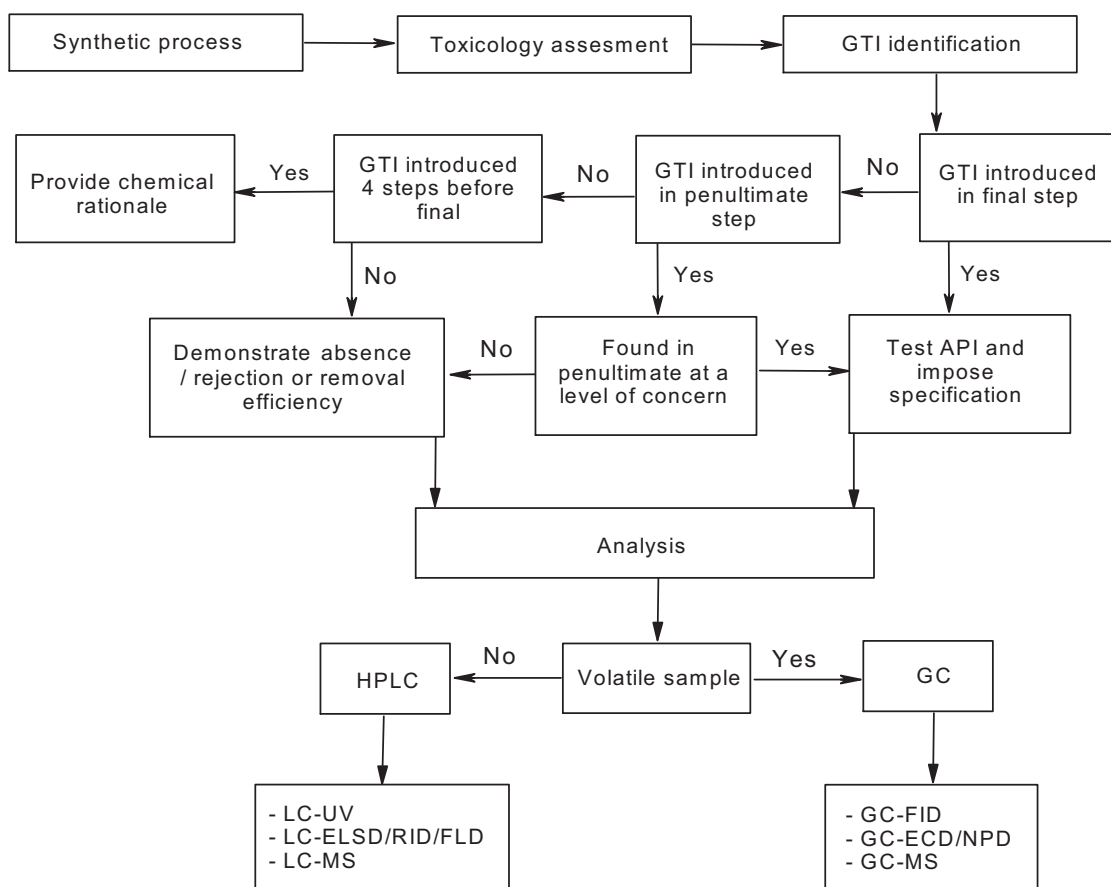 Synthetic process
Toxicology assesment
GTI identification
Provide chemical
rationale
Yes
GTI introduced
4 steps before
final
No
GTI introduced
in penultimate
step
No
GTI introduced
in final step
No
Yes
Yes
Demonstrate absence
/ rejection or removal
efficiency
No
Found in
penultimate at a
level of concern
Yes
Test API and
impose
specification
Analysis
HPLC
No
Volatile sample
Yes
GC
- LC-UV
- LC-ELSD/RID/FLD
- LC-MS
- GC-FID
- GC-ECD/NPD
- GC-MS